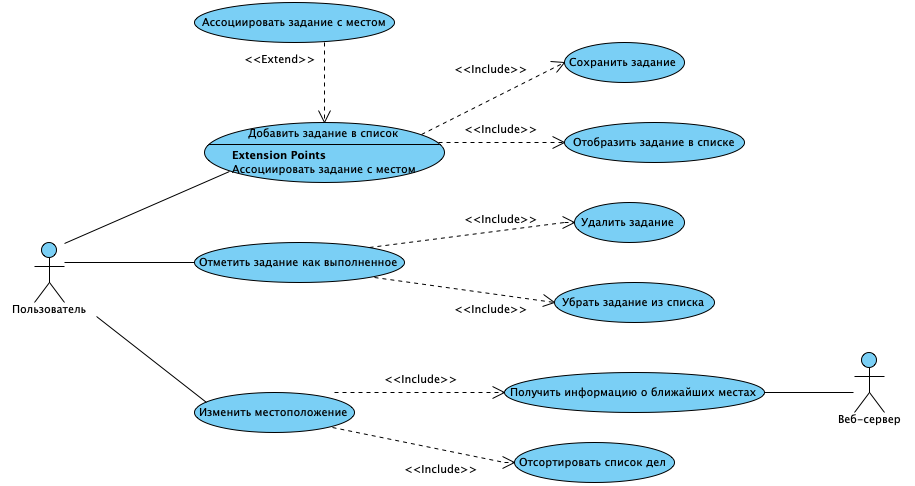 Ассоциировать задание с местом
<<Extend>>
<<Include>>
Сохранить задание
Добавить задание в список
<<Include>>
Отобразить задание в списке
Extension Points
Ассоциировать задание с местом
<<Include>>
Удалить задание
Отметить задание как выполненное
<<Include>>
Убрать задание из списка
Пользователь
<<Include>>
Получить информацию о ближайших местах
Изменить местоположение
Веб-сервер
<<Include>>
Отсортировать список дел